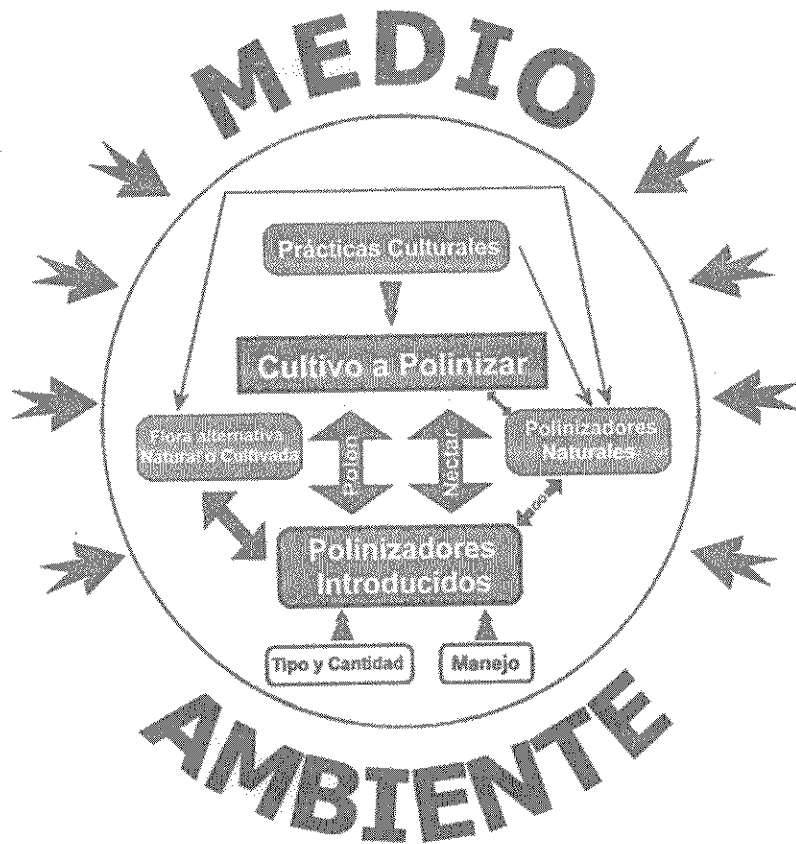 MEDIO
Prácticas Culturales
Cultivo a Polinizar
Flora alternativa
Natural o Cultivada
Polen
Néctar
Polinizadores
Naturales
Polinizadores
Introducidos
Tipo y Cantidad
Manejo
AMBIENTE